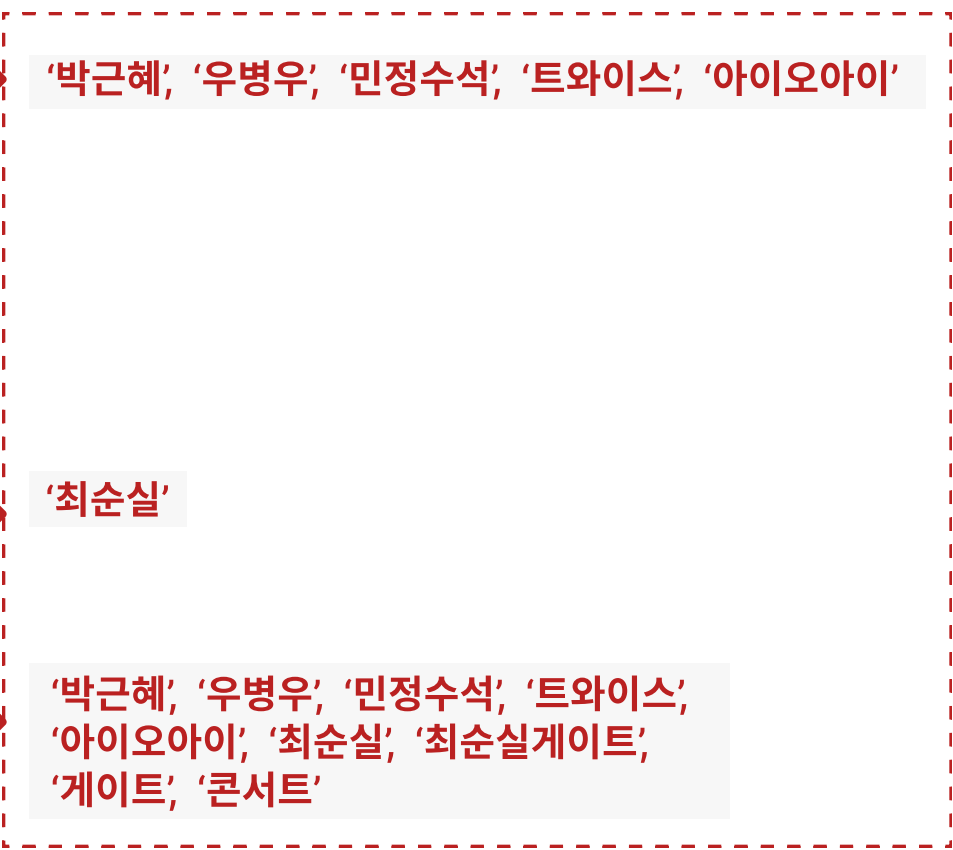 ‘박근혜’, ‘우병우’, ‘민정수석’, ‘트와이스’, ‘아이오아이’
‘최순실’
‘박근혜’, ‘우병우’, ‘민정수석’, ‘트와이스’,
‘아이오아이’, ‘최순실’, ‘최순실게이트’,
‘게이트’, ‘콘서트’